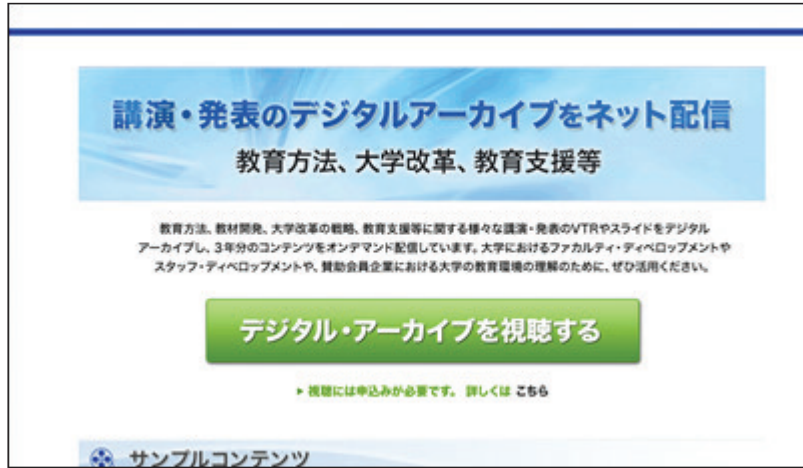 講演・発表のデジタルアーカイブをネット配信
教育方法、大学改革、教育支援等
教育方法、教材開発、大学改革の戦略、教育支援等に関する様々な講演・発表のVTRやスライドをデジタル
アーカイブし、3年分のコンテンツをオンデマンド配信しています。大学におけるファカルティ・ディベロップメントや
スタッフ・ディベロップメントや、賛助会員企業における大学の教育環境の理解のために、ぜひ活用ください。
デジタル・アーカイブを視聴する
▶ 視聴には申込みが必要です。 詳しくは こちら
サンプルコンテンツ